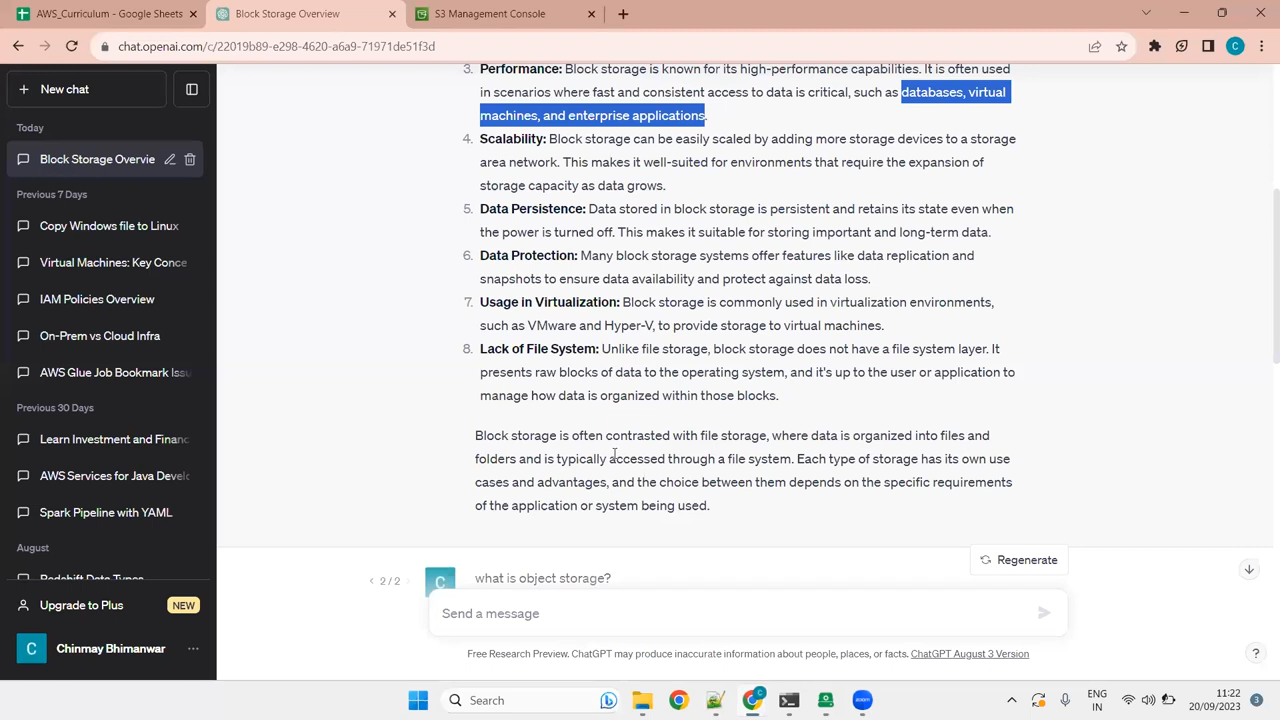 AWS_Curriculum - Google Sheets
Block Storage Overview
S3 Management Console
chat.openai.com/c/22019b89-e298-4620-a6a9-71971de51f3d
C
New chat
Today
Block Storage Overvie
Previous 7 Days
Copy Windows file to Linux
Virtual Machines: Key Conce
IAM Policies Overview
On-Prem vs Cloud Infra
AWS Glue Job Bookmark Issu
Previous 30 Days
Learn Investment and Financ
AWS Services and Java Develo
Spark Pipeline with YAML
August
Redshift Data Types
Upgrade to Plus
NEW
C
Chinmay Bhimanwar
3. Performance: Block storage is known for its high-performance capabilities. It is often used
in scenarios where fast and consistent access to data is critical, such as databases, virtual
machines, and enterprise applications.
4. Scalability: Block storage can be easily scaled by adding more storage devices to a storage
area network. This makes it well-suited for environments that require the expansion of
storage capacity as data grows.
5. Data Persistence: Data stored in block storage is persistent and retains its state even when
the power is turned off. This makes it suitable for storing important and long-term data.
6. Data Protection: Many block storage systems offer features like data replication and
snapshots to ensure data availability and protect against data loss.
7. Usage in Virtualization: Block storage is commonly used in virtualization environments,
such as VMware and Hyper-V, to provide storage to virtual machines.
8. Lack of File System: Unlike file storage, block storage does not have a file system layer. It
presents raw blocks of data to the operating system, and it's up to the user or application to
manage how data is organized within those blocks.
Block storage is often contrasted with file storage, where data is organized into files and
folders and is typically accessed through a file system. Each type of storage has its own use
cases and advantages, and the choice between them depends on the specific requirements
of the application or system being used.
Regenerate
< 2 / 2 >
C
what is object storage?
Send a message
Free Research Preview. ChatGPT may produce inaccurate information about people, places, or facts. ChatGPT August 3 Version
?
Search
C
ENG
IN
11:22
20/09/2023
3